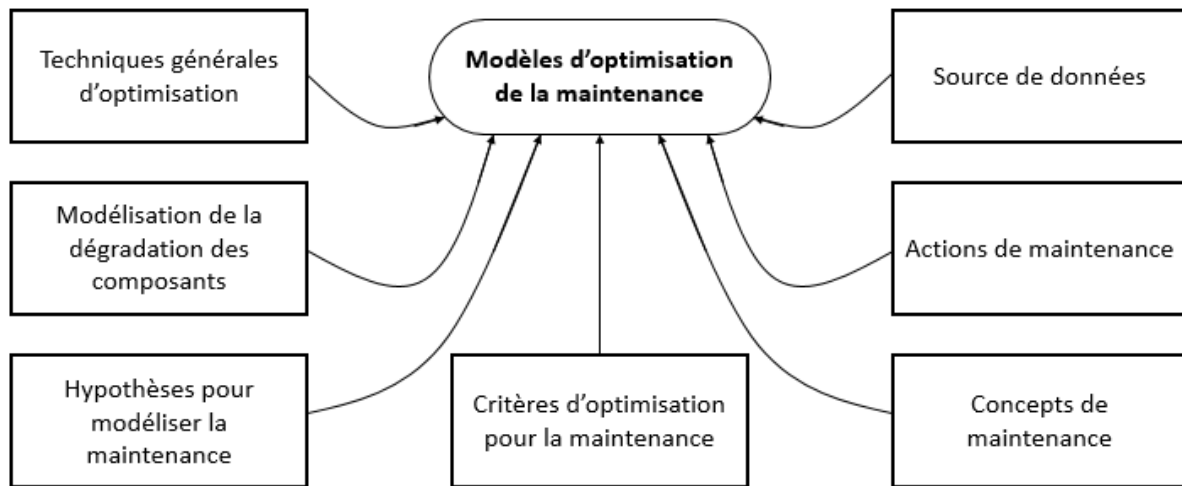 Techniques générales
d’optimisation
Modèles d’optimisation
de la maintenance
Source de données
Modélisation de la
dégradation des
composants
Actions de maintenance
Hypothèses pour
modéliser la
maintenance
Critères d’optimisation
pour la maintenance
Concepts de
maintenance